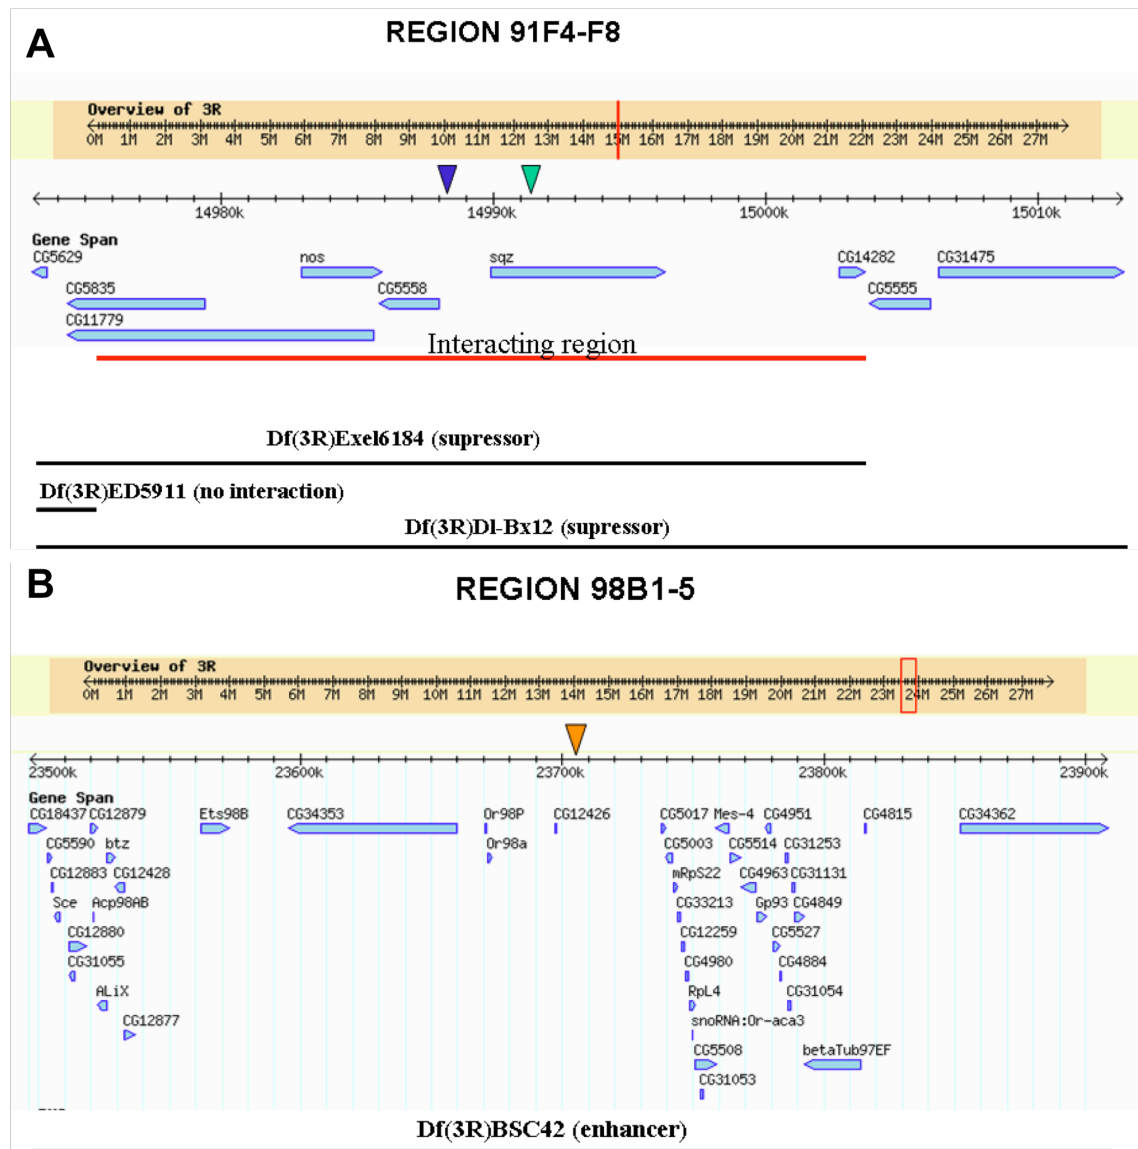 A
REGION 91F4-F8
Overview of 3R
0M 1M 2M 3M 4M 5M 6M 7M 8M 9M 10M 11M 12M 13M 14M 15M 16M 17M 18M 19M 20M 21M 22M 23M 24M 25M 26M 27M
14980k 14990k 15000k 15010k
Gene Span
CG5629 nos sqz CG14282 CG31475
CG5835 CG5558 CG5555
CG11779
Interacting region
Df(3R)Exel6184 (supressor)
Df(3R)ED5911 (no interaction)
Df(3R)Dl-Bx12 (supressor)
B
REGION 98B1-5
Overview of 3R
0M 1M 2M 3M 4M 5M 6M 7M 8M 9M 10M 11M 12M 13M 14M 15M 16M 17M 18M 19M 20M 21M 22M 23M 24M 25M 26M 27M
23500k 23600k 23700k 23800k 23900k
Gene Span
CG18437 CG12879 Ets98B CG34353 Or98P CG12426 CG5017 Mes-4 CG4951 CG4815 CG34362
CG5590 btz Or98a CG5003 CG5514 CG31253
CG12883 CG12428 mRpS22 CG4963 CG31131
Sce Acp98AB CG33213 Gp93 CG4849
CG12880 CG12259 CG5527
CG31055 CG4980 CG4884
ALiX RpL4 CG31054
CG12877 snoRNA:Or-aca3
CG5508 betaTub97EF
CG31053
Df(3R)BSC42 (enhancer)